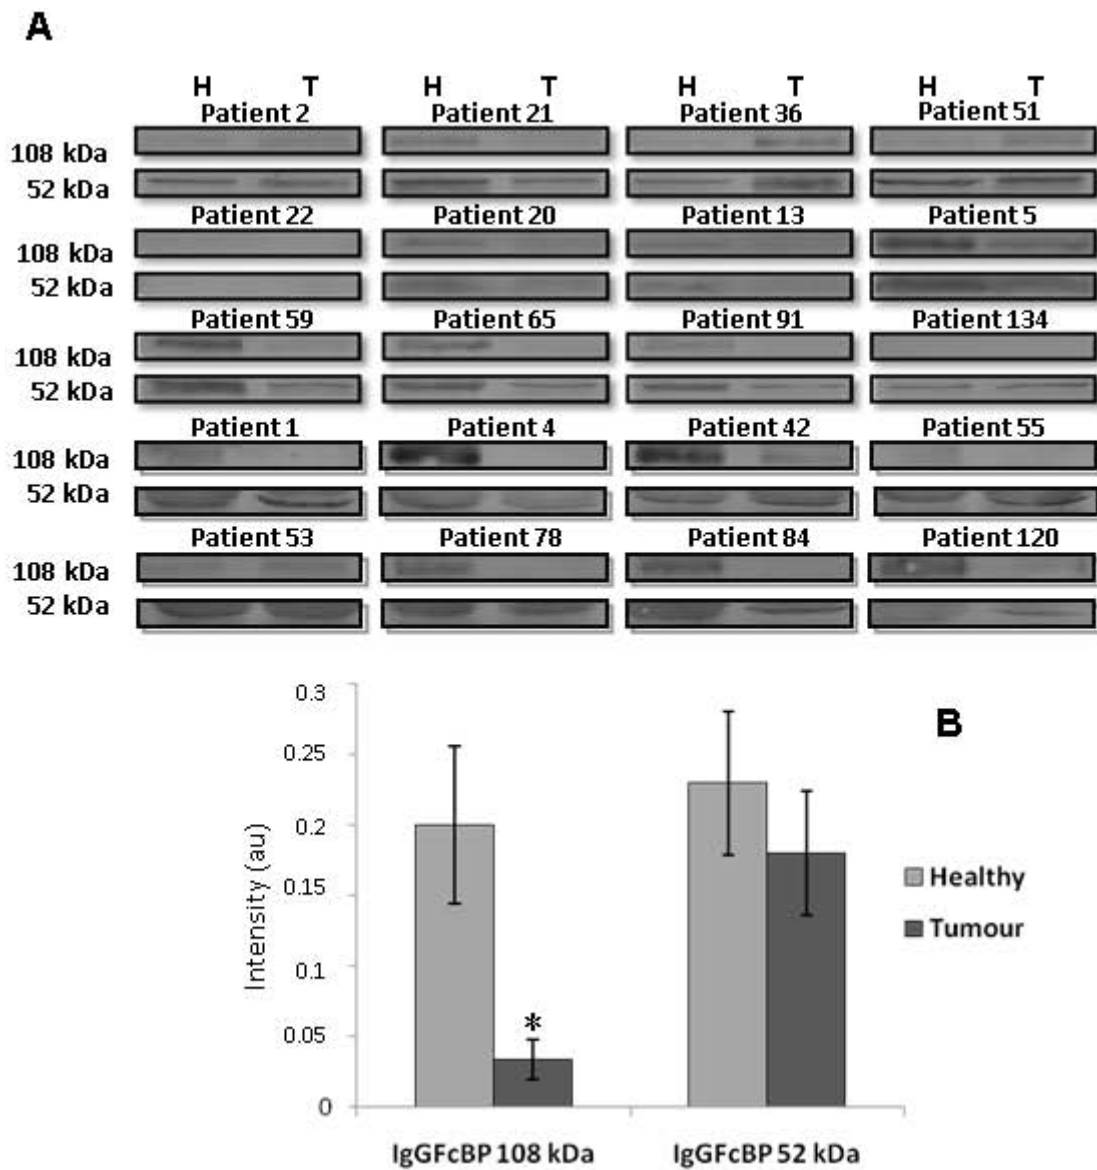 A
H T H T H T H T
Patient 2 Patient 21 Patient 36 Patient 51
108 kDa
52 kDa
Patient 22 Patient 20 Patient 13 Patient 5
108 kDa
52 kDa
Patient 59 Patient 65 Patient 91 Patient 134
108 kDa
52 kDa
Patient 1 Patient 4 Patient 42 Patient 55
108 kDa
52 kDa
Patient 53 Patient 78 Patient 84 Patient 120
108 kDa
52 kDa
B
0.3
0.25
0.2
0.15
0.1
0.05
0
Intensity (au)
*
Healthy
Tumour
IgGFcBP 108 kDa IgGFcBP 52 kDa